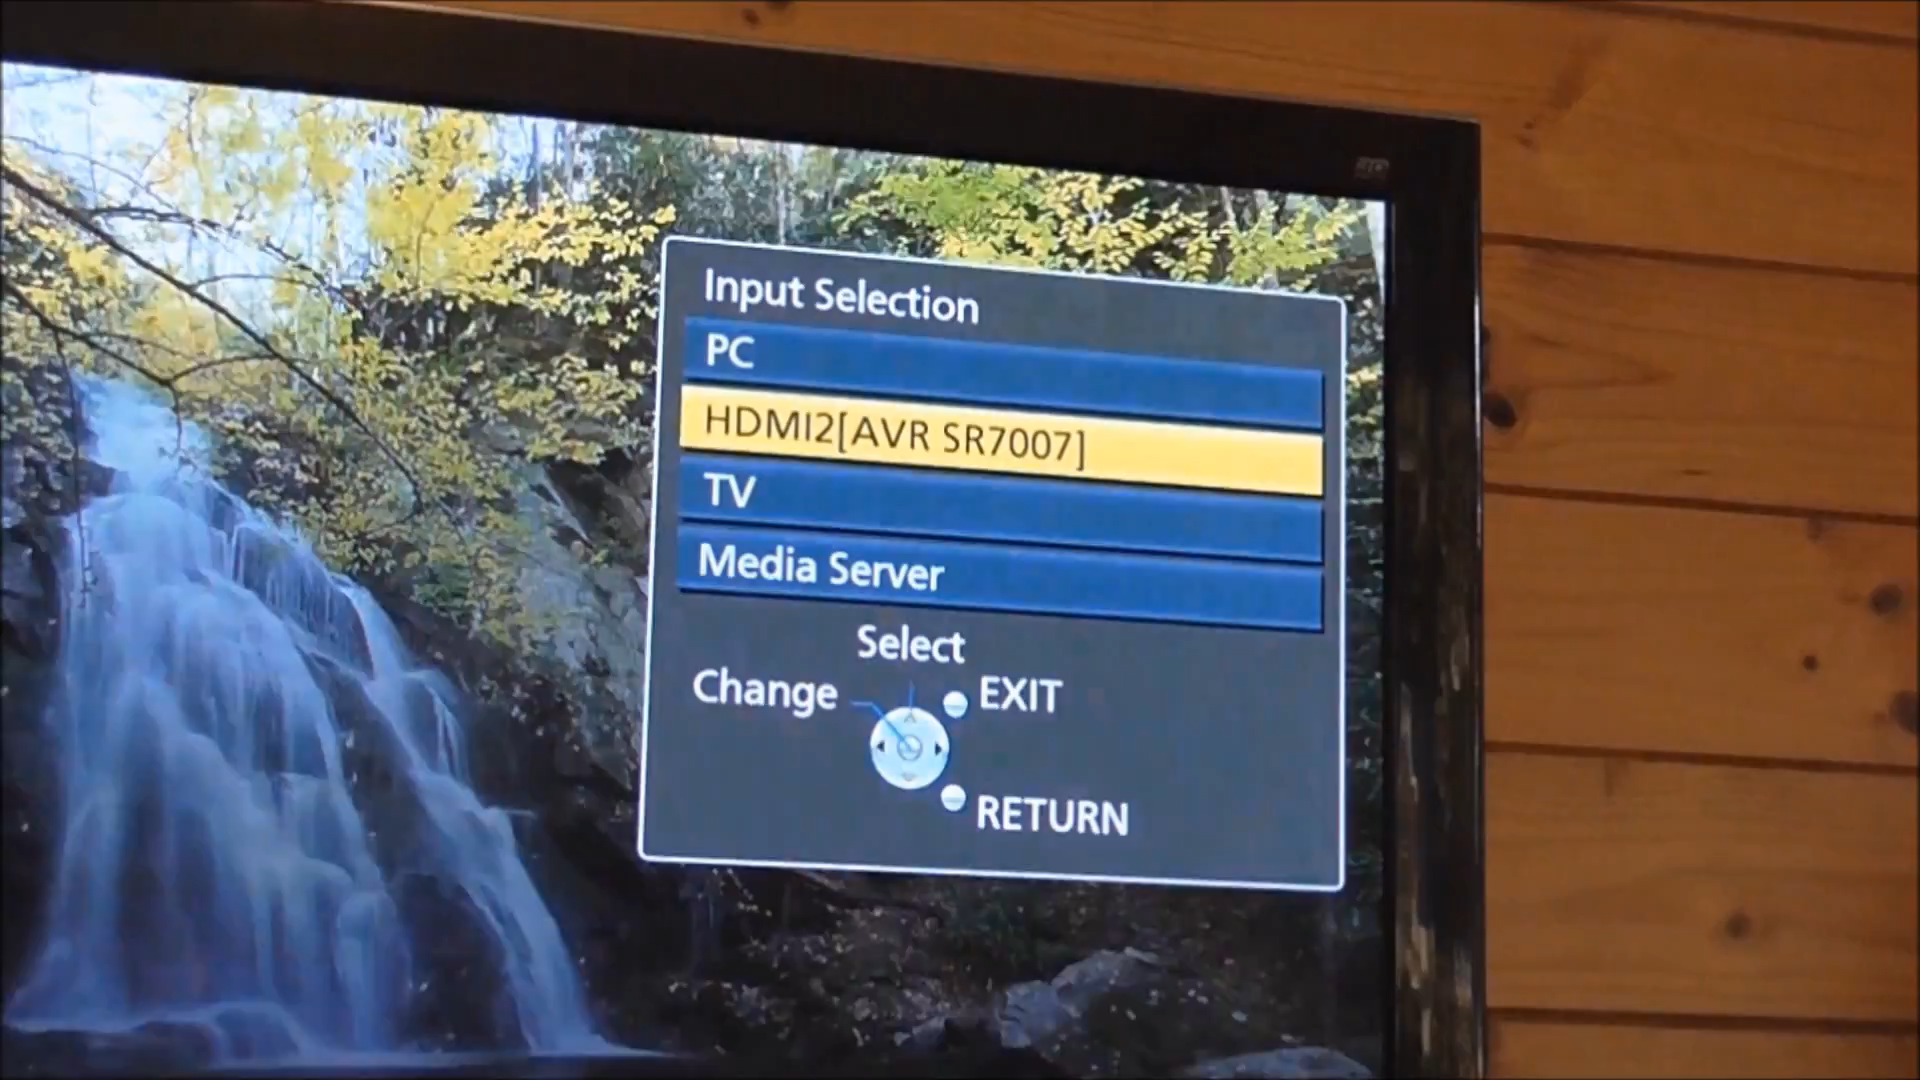 Input Selection
PC
HDMI2[AVR SR7007]
TV
Media Server
Select
Change
EXIT
RETURN